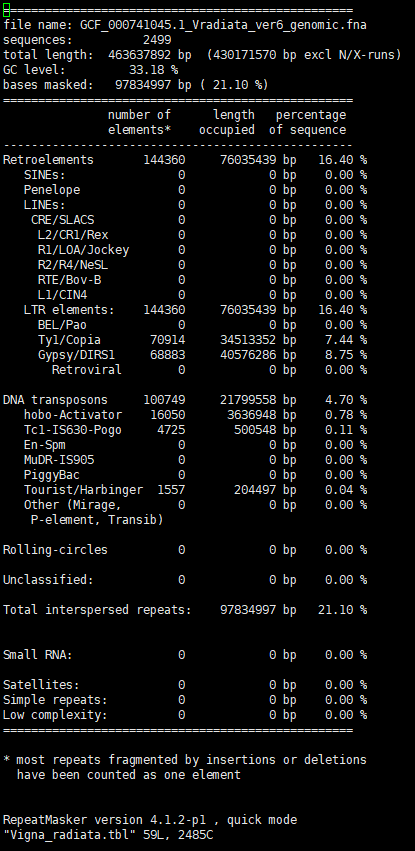 ==================================================
file name: GCF_000741045.1_Vradiata_ver6_genomic.fna
sequences:          2499
total length:  463637892 bp  (430171570 bp excl N/X-runs)
GC level:         33.18 %
bases masked:   97834997 bp ( 21.10 %)
==================================================
               number of      length   percentage
               elements*    occupied  of sequence
--------------------------------------------------
Retroelements       144360     76035439 bp   16.40 %
   SINEs:                0            0 bp    0.00 %
   Penelope              0            0 bp    0.00 %
   LINEs:                0            0 bp    0.00 %
    CRE/SLACS            0            0 bp    0.00 %
     L2/CR1/Rex          0            0 bp    0.00 %
     R1/LOA/Jockey       0            0 bp    0.00 %
     R2/R4/NeSL          0            0 bp    0.00 %
     RTE/Bov-B           0            0 bp    0.00 %
     L1/CIN4             0            0 bp    0.00 %
   LTR elements:    144360     76035439 bp   16.40 %
     BEL/Pao             0            0 bp    0.00 %
     Ty1/Copia       70914     34513352 bp    7.44 %
     Gypsy/DIRS1     68883     40576286 bp    8.75 %
       Retroviral        0            0 bp    0.00 %
DNA transposons     100749     21799558 bp    4.70 %
   hobo-Activator    16050      3636948 bp    0.78 %
   Tc1-IS630-Pogo     4725       500548 bp    0.11 %
   En-Spm                0            0 bp    0.00 %
   MuDR-IS905            0            0 bp    0.00 %
   PiggyBac              0            0 bp    0.00 %
   Tourist/Harbinger  1557       204497 bp    0.04 %
   Other (Mirage,        0            0 bp    0.00 %
    P-element, Transib)
Rolling-circles          0            0 bp    0.00 %
Unclassified:            0            0 bp    0.00 %
Total interspersed repeats:    97834997 bp   21.10 %
Small RNA:               0            0 bp    0.00 %
Satellites:              0            0 bp    0.00 %
Simple repeats:          0            0 bp    0.00 %
Low complexity:          0            0 bp    0.00 %
==================================================
* most repeats fragmented by insertions or deletions
  have been counted as one element
RepeatMasker version 4.1.2-p1 , quick mode
"Vigna_radiata.tbl" 59L, 2485C